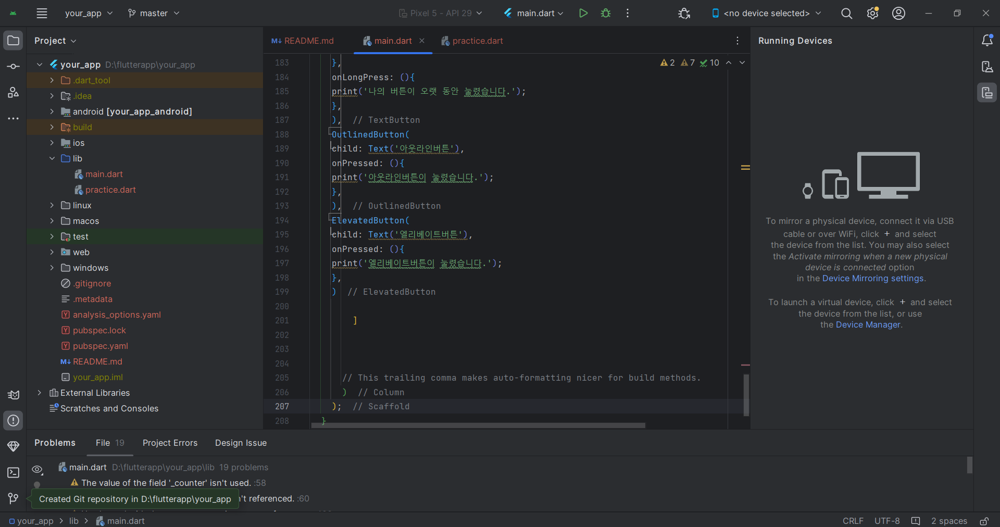 your_app
master
Pixel 5 - API 29
main.dart
<no device selected>
Project
README.md
main.dart
practice.dart
Running Devices
your_app D:\flutterapp\your_app
.dart_tool
.idea
android [your_app_android]
build
ios
lib
main.dart
practice.dart
linux
macos
test
web
windows
.gitignore
.metadata
analysis_options.yaml
pubspec.lock
pubspec.yaml
README.md
your_app.iml
External Libraries
Scratches and Consoles
2 7 10
183 },
184 onLongPress: (){
185 print('나의 버튼이 오랫 동안 눌렸습니다.');
186 },
187 ), // TextButton
188 OutlinedButton(
189 child: Text('아웃라인버튼'),
190 onPressed: (){
191 print('아웃라인버튼이 눌렸습니다.');
192 },
193 ), // OutlinedButton
194 ElevatedButton(
195 child: Text('엘리베이트버튼'),
196 onPressed: (){
197 print('엘리베이트버튼이 눌렸습니다.');
198 },
199 ) // ElevatedButton
200
201 ]
202
203
204
205 // This trailing comma makes auto-formatting nicer for build methods.
206 ) // Column
207 ); // Scaffold
208 }
To mirror a physical device, connect it via USB
cable or over WiFi, click + and select
the device from the list. You may also select
the Activate mirroring when a new physical
device is connected option
in the Device Mirroring settings.
To launch a virtual device, click + and select
the device from the list, or use
the Device Manager.
Problems
File 19
Project Errors
Design Issue
main.dart D:\flutterapp\your_app\lib 19 problems
The value of the field '_counter' isn't used. :58
n't referenced. :60
Created Git repository in D:\flutterapp\your_app
your_app > lib > main.dart
CRLF
UTF-8
2 spaces